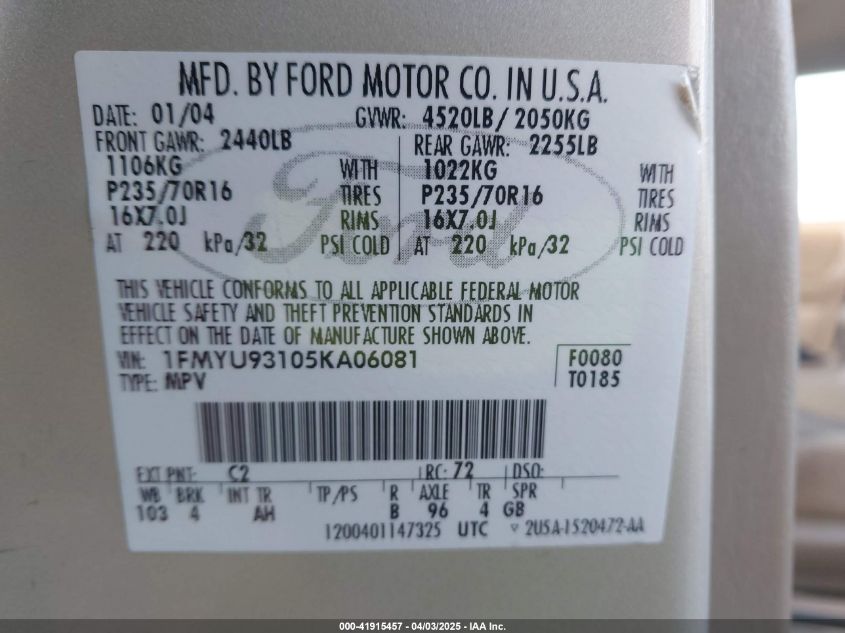 MFD. BY FORD MOTOR CO. IN U.S.A.
DATE: 01/04 GVWR: 4520LB/ 2050KG
FRONT GAWR: 2440LB REAR GAWR: 2255LB
1106KG WITH 1022KG WITH
P235/70R16 TIRES P235/70R16 TIRES
16X7.0J RIMS 16X7.0J RIMS
AT 220 kPa/32 PSI COLD AT 220 kPa/32 PSI COLD
Ford
THIS VEHICLE CONFORMS TO ALL APPLICABLE FEDERAL MOTOR
VEHICLE SAFETY AND THEFT PREVENTION STANDARDS IN
EFFECT ON THE DATE OF MANUFACTURE SHOWN ABOVE.
VIN: 1FMYU93105KA06081 F0080
TYPE: MPV T0185
EXT PNT: C2 RC: 72 DSO:
WB BRK INT TR TP/PS R AXLE TR SPR
103 4 AH B 96 4 GB
1200401147325 UTC ▽ 2U5A-1520472-AA
000-41915457 - 04/03/2025 - IAA Inc.